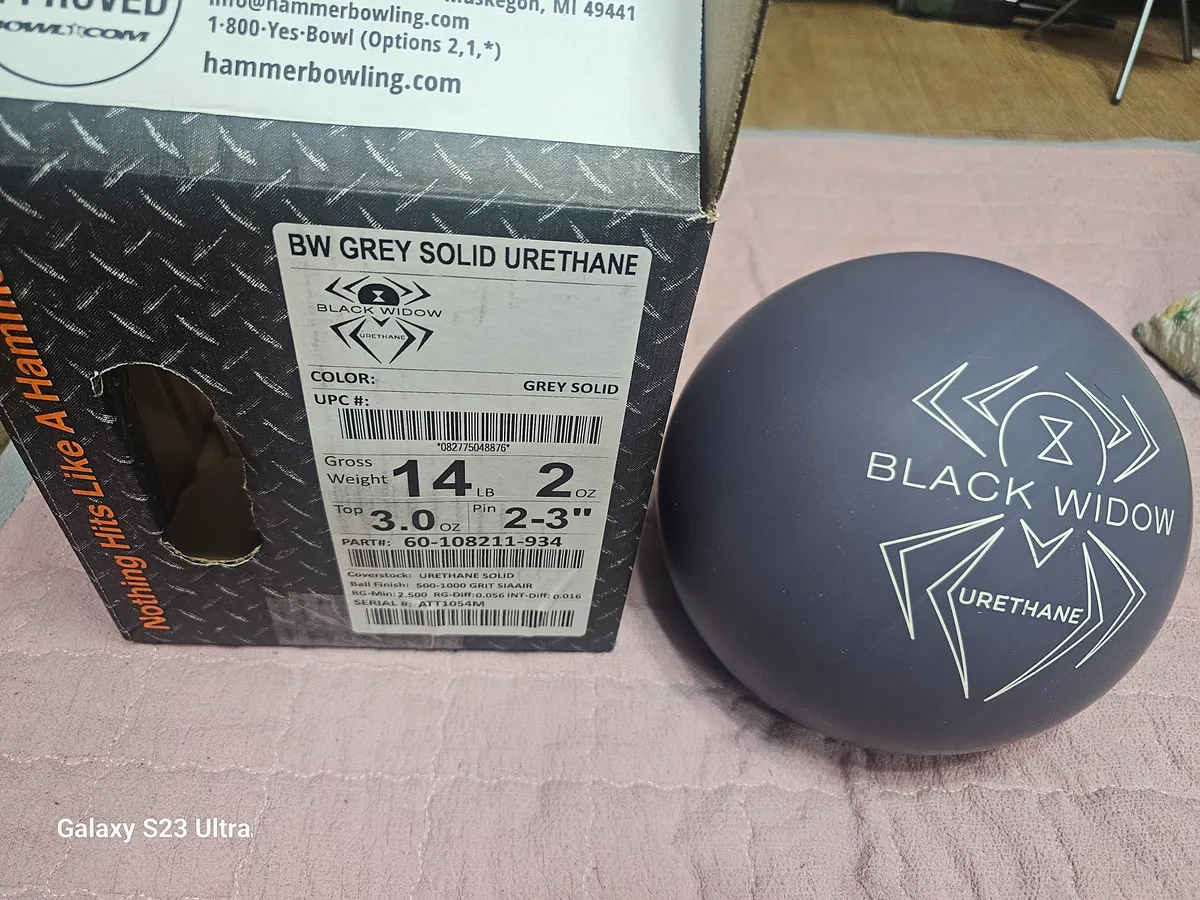 PROVED
BOWL.COM
Muskegon, MI 49441
info@hammerbowling.com
1-800-Yes-Bowl (Options 2,1,*)
hammerbowling.com
Nothing Hits Like A Hamme
BW GREY SOLID URETHANE
BLACK WIDOW
URETHANE
COLOR: GREY SOLID
UPC #:
*082775048876*
Gross Weight 14 LB 2 OZ
Top 3.0 OZ Pin 2-3"
PART#: 60-108211-934
Coverstock: URETHANE SOLID
Ball Finish: 500-1000 GRIT SIAAIR
RG-Min: 2.500 RG-Diff: 0.056 INT-Diff: 0.016
SERIAL #: ATT1054M
BLACK WIDOW
URETHANE
Galaxy S23 Ultra